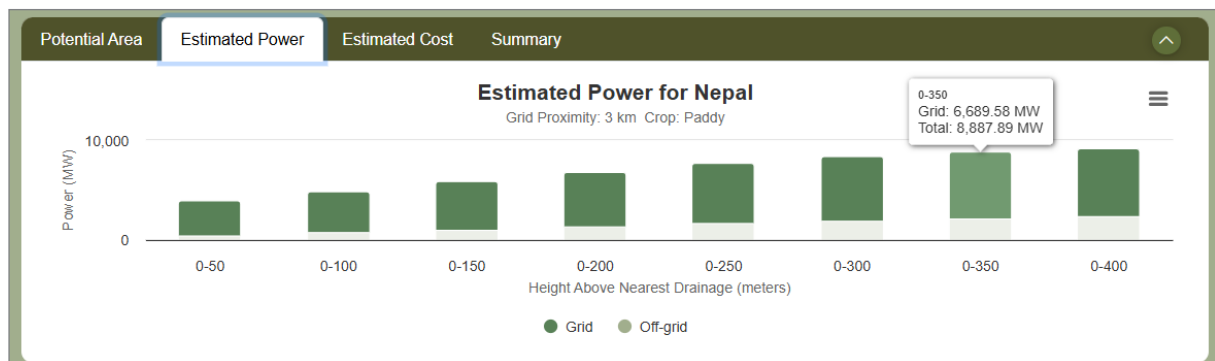 Potential Area Estimated Power Estimated Cost Summary
Estimated Power for Nepal
Grid Proximity: 3 km Crop: Paddy
0-350
Grid: 6,689.58 MW
Total: 8,887.89 MW
Power (MW)
10,000
0
0-50 0-100 0-150 0-200 0-250 0-300 0-350 0-400
Height Above Nearest Drainage (meters)
Grid Off-grid